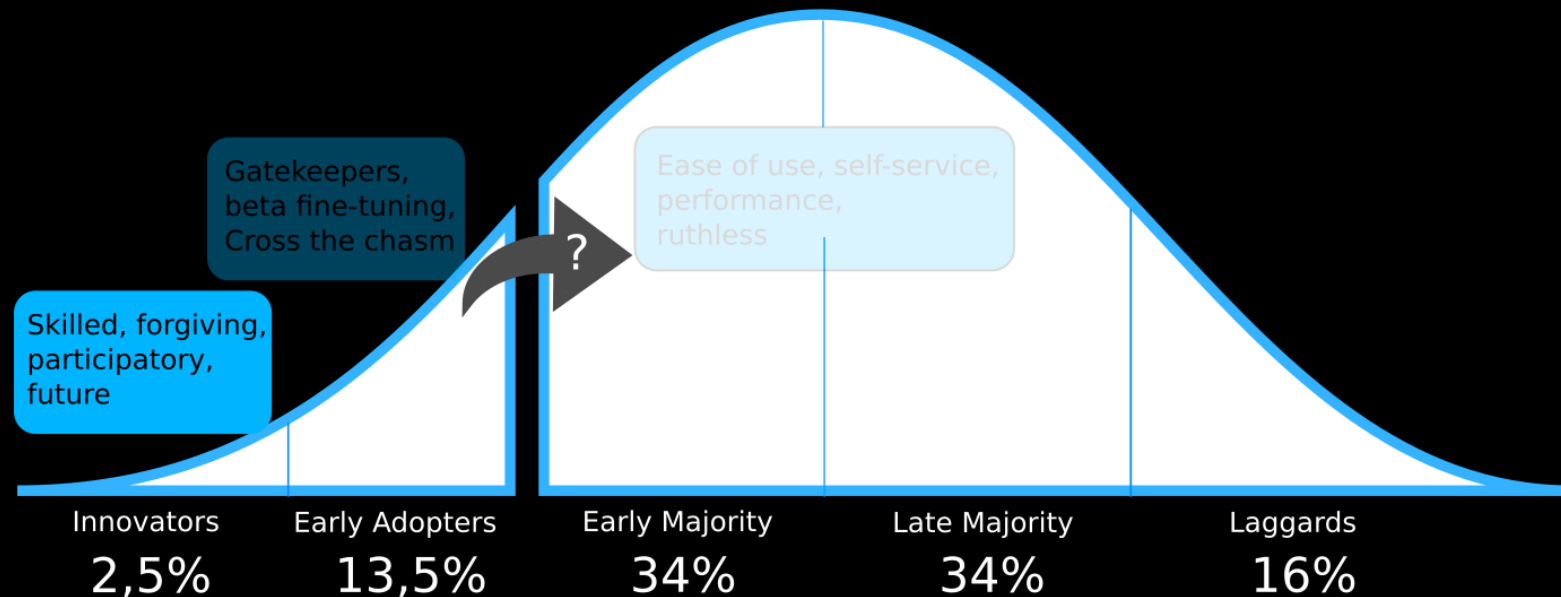 Gatekeepers,
beta fine-tuning,
Cross the chasm
Ease of use, self-service,
performance,
ruthless
?
Skilled, forgiving,
participatory,
future
Innovators
Early Adopters
Early Majority
Late Majority
Laggards
2,5%
13,5%
34%
34%
16%